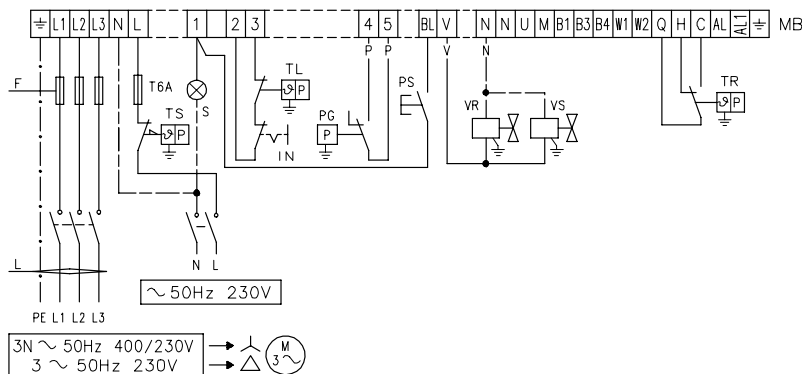 ⏚ L1 L2 L3 N L 1 2 3 4 5 BL V N N U M B1 B3 B4 W1 W2 Q H C AL AL1 ⏚ MB
P P V N
F T6A S TL PS TR
TS ϑ P ϑ P PG P VR VS ϑ P
IN
L
N L
∼ 50Hz 230V
PE L1 L2 L3
3N ∼ 50Hz 400/230V
3 ∼ 50Hz 230V
M
3∼